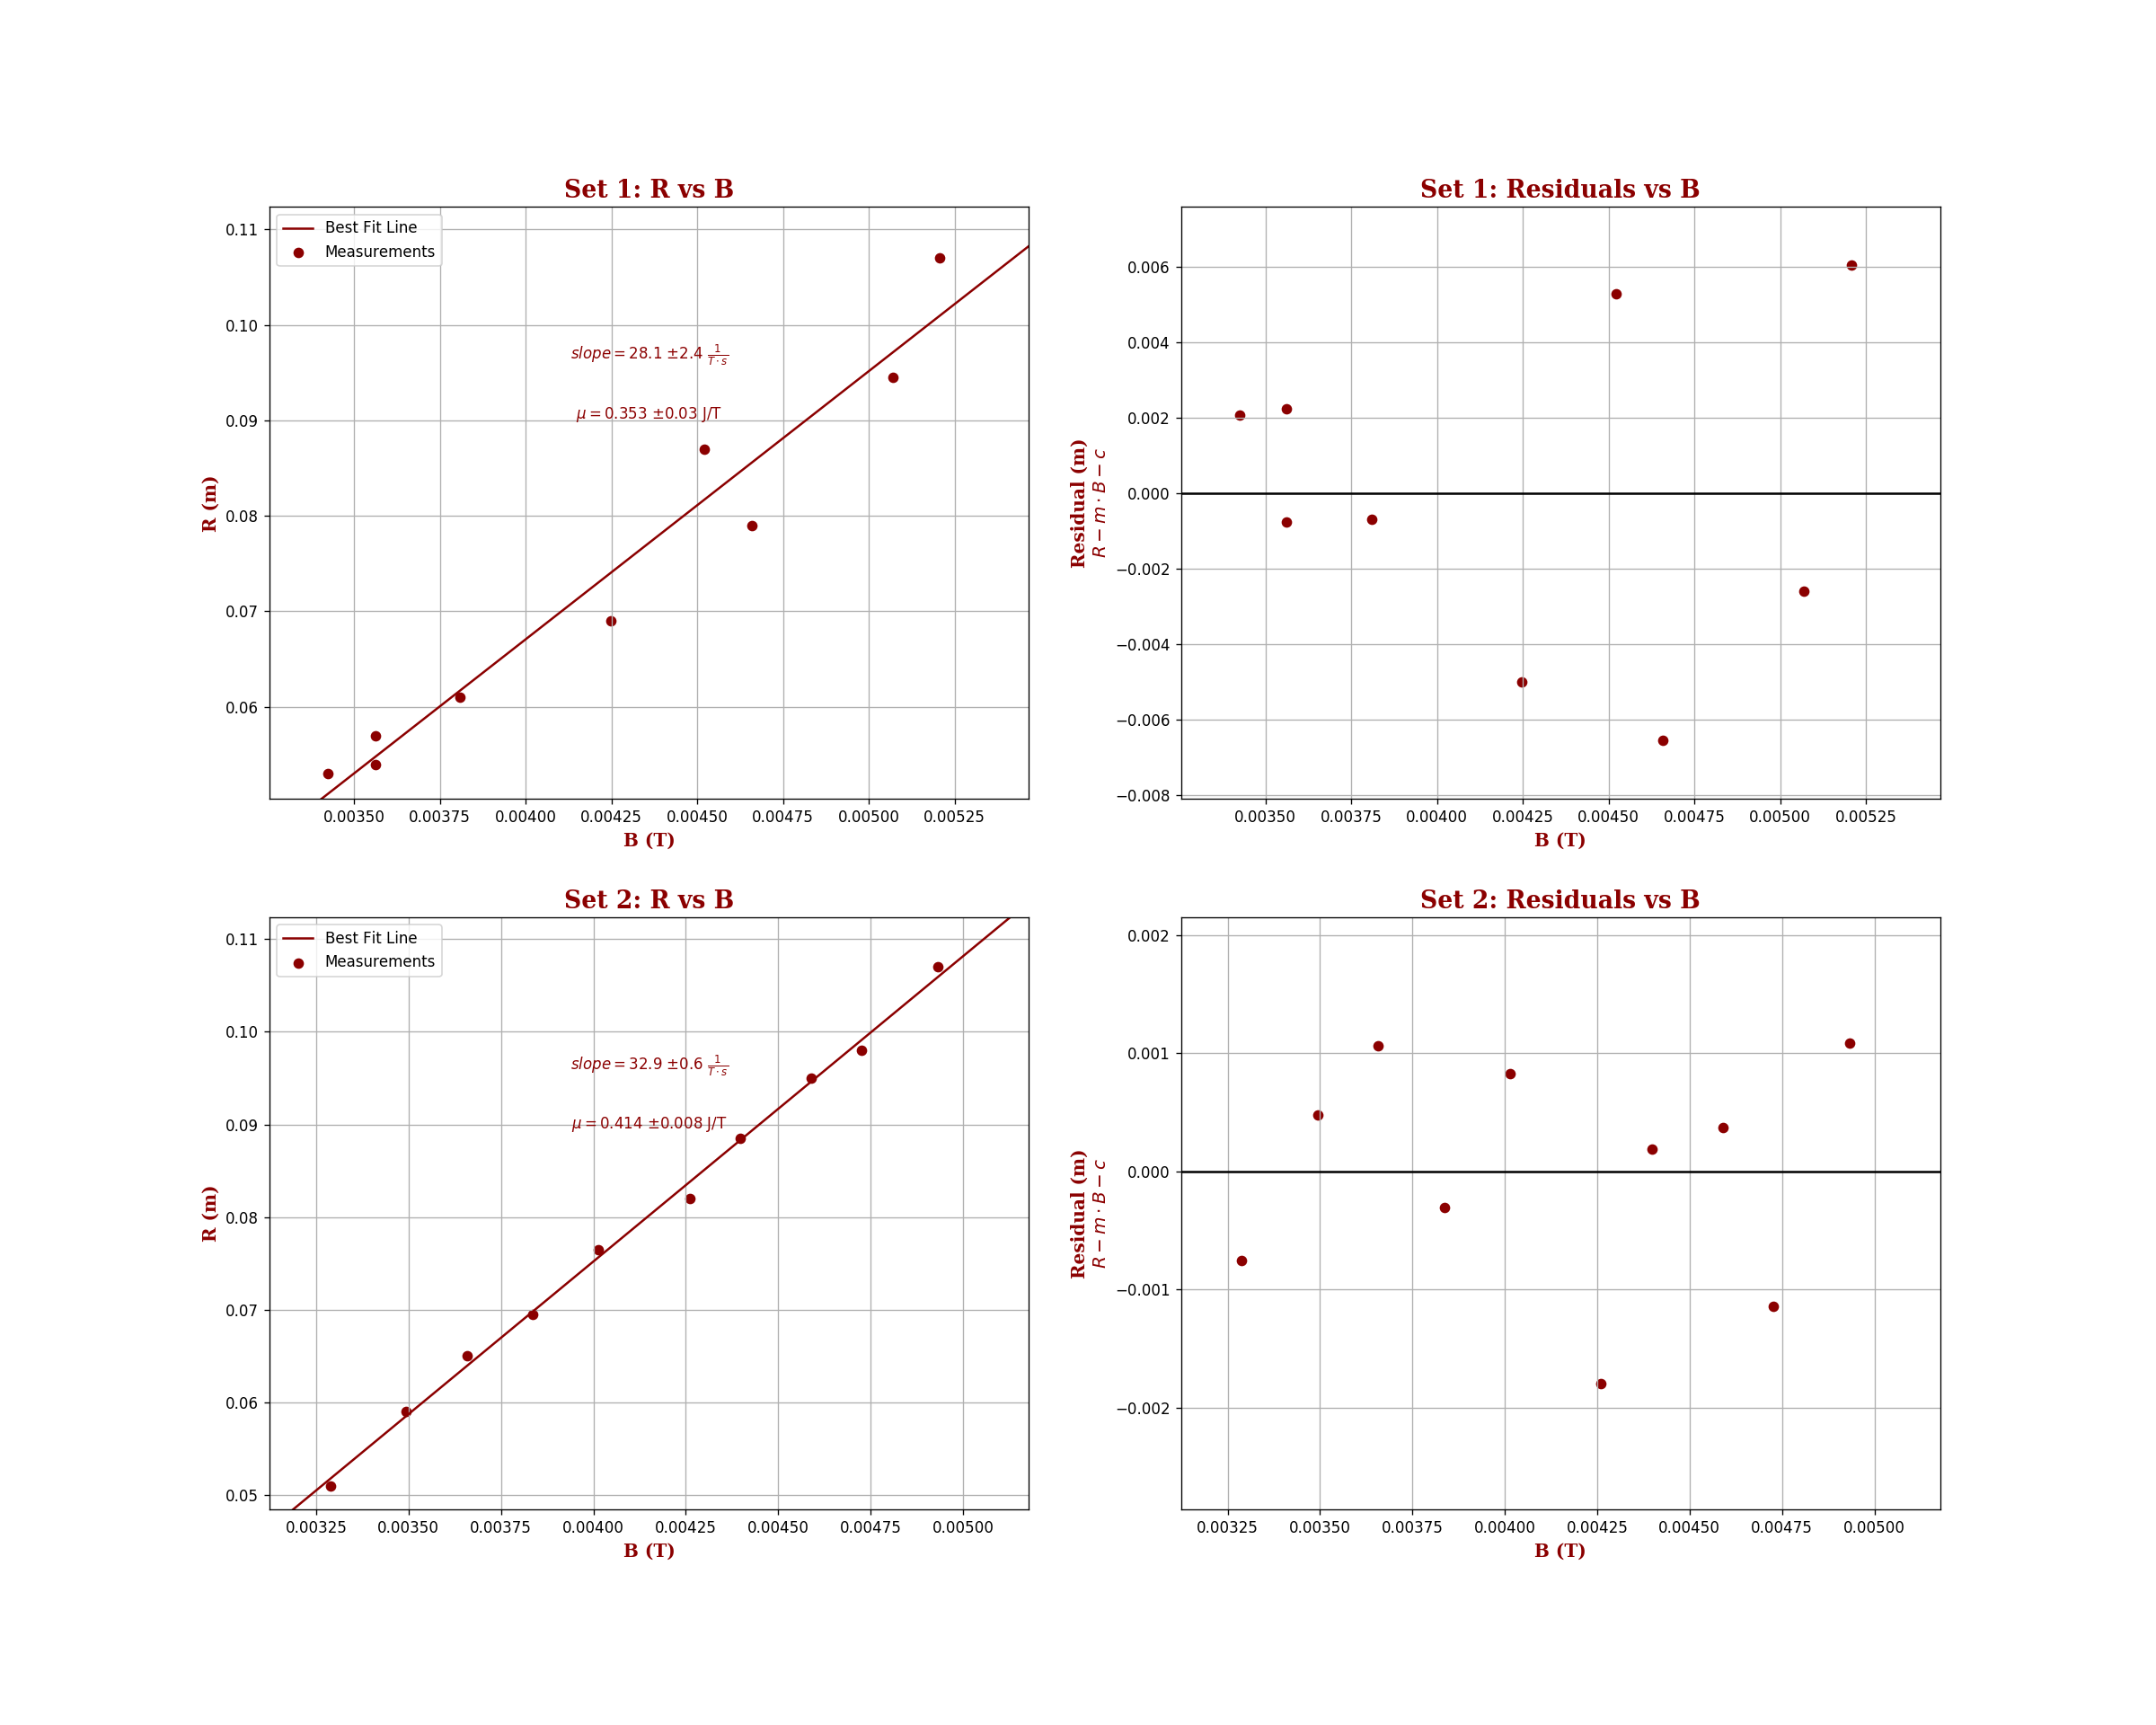 Set 1: R vs B
Best Fit Line
Measurements
slope = 28.1 ±2.4 1/(T·s)
μ = 0.353 ±0.03 J/T
0.11
0.10
0.09
0.08
0.07
0.06
R (m)
0.00350 0.00375 0.00400 0.00425 0.00450 0.00475 0.00500 0.00525
B (T)
Set 1: Residuals vs B
0.006
0.004
0.002
0.000
−0.002
−0.004
−0.006
−0.008
Residual (m)
R − m · B − c
0.00350 0.00375 0.00400 0.00425 0.00450 0.00475 0.00500 0.00525
B (T)
Set 2: R vs B
Best Fit Line
Measurements
slope = 32.9 ±0.6 1/(T·s)
μ = 0.414 ±0.008 J/T
0.11
0.10
0.09
0.08
0.07
0.06
0.05
R (m)
0.00325 0.00350 0.00375 0.00400 0.00425 0.00450 0.00475 0.00500
B (T)
Set 2: Residuals vs B
0.002
0.001
0.000
−0.001
−0.002
Residual (m)
R − m · B − c
0.00325 0.00350 0.00375 0.00400 0.00425 0.00450 0.00475 0.00500
B (T)